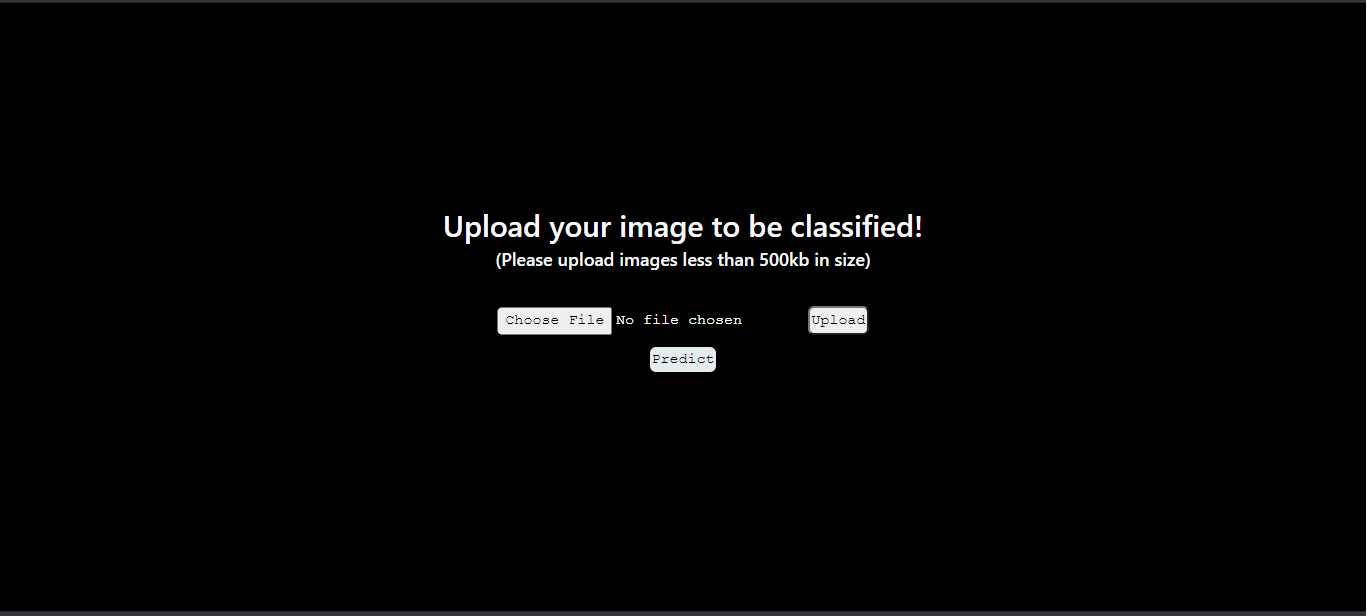 Upload your image to be classified!
(Please upload images less than 500kb in size)
Choose File No file chosen Upload
Predict